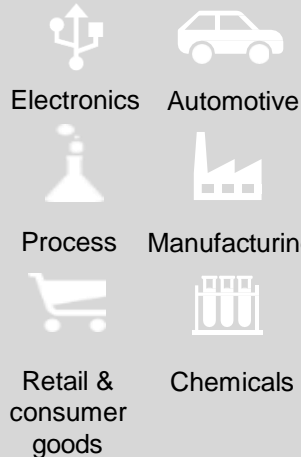 Electronics Automotive
Process Manufacturin
Retail & Chemicals
consumer
goods